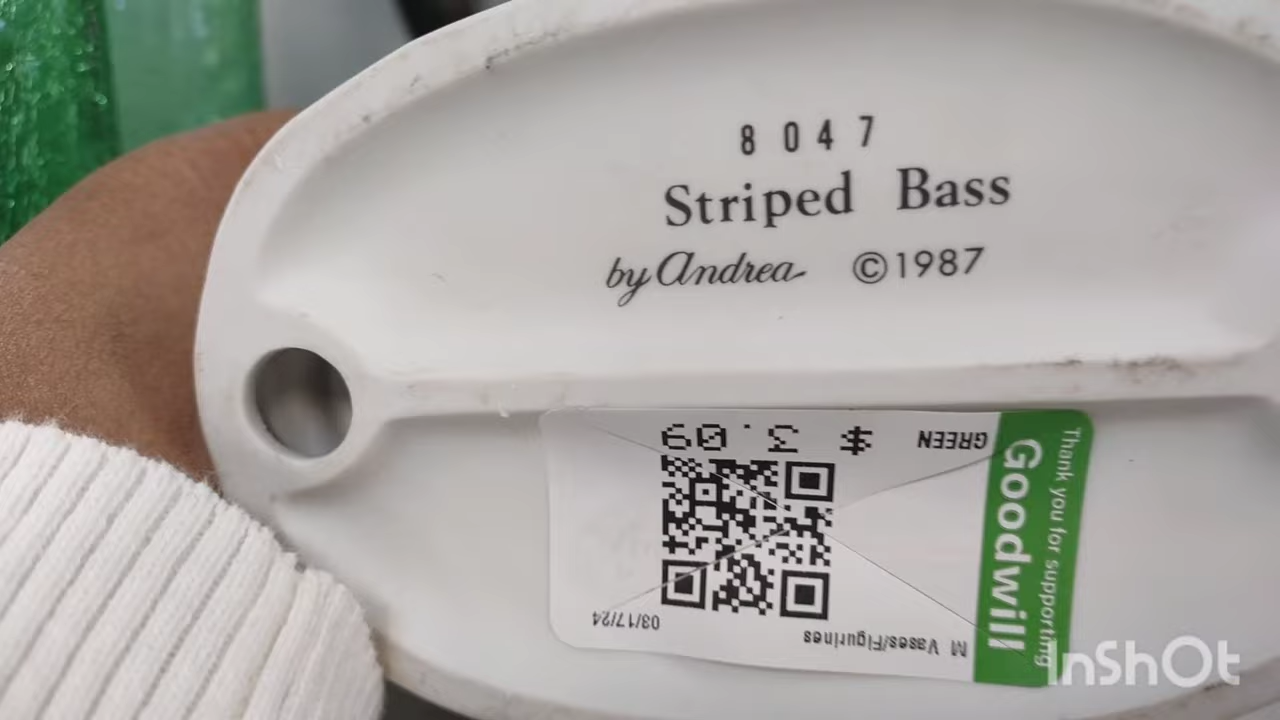 8047
Striped Bass
by Andrea ©1987
GREEN $ 3.09
03/17/24
M Vases/Figurines
Thank you for supporting
Goodwill
InShOt